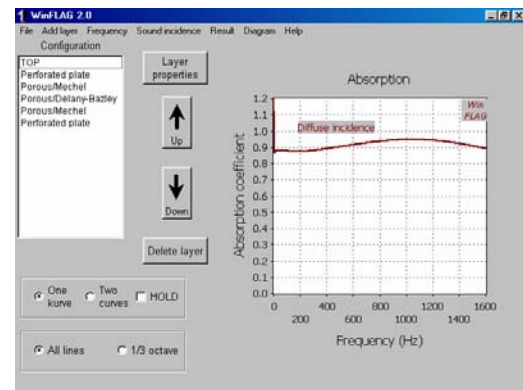 WinFLAG 2.0
File Add layer Frequency Sound incidence Result Diagram Help
Configuration
TOP
Perforated plate
Porous/Mechel
Porous/Delany-Bazley
Porous/Mechel
Perforated plate
Layer
properties
Up
Down
Delete layer
One
kurve
Two
curves
HOLD
All lines
1/3 octave
Absorption
Win
FLAG
Diffuse incidence
Absorption coefficient
1.2
1.1
1.0
0.9
0.8
0.7
0.6
0.5
0.4
0.3
0.2
0.1
0.0
0 400 800 1200 1600
200 600 1000 1400
Frequency (Hz)